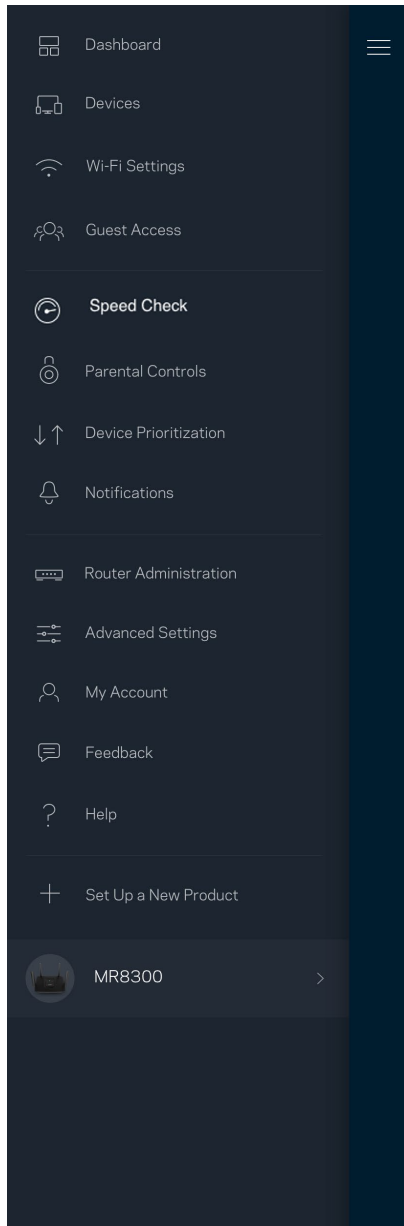 Dashboard
Devices
Wi-Fi Settings
Guest Access
Speed Check
Parental Controls
Device Prioritization
Notifications
Router Administration
Advanced Settings
My Account
Feedback
Help
Set Up a New Product
MR8300